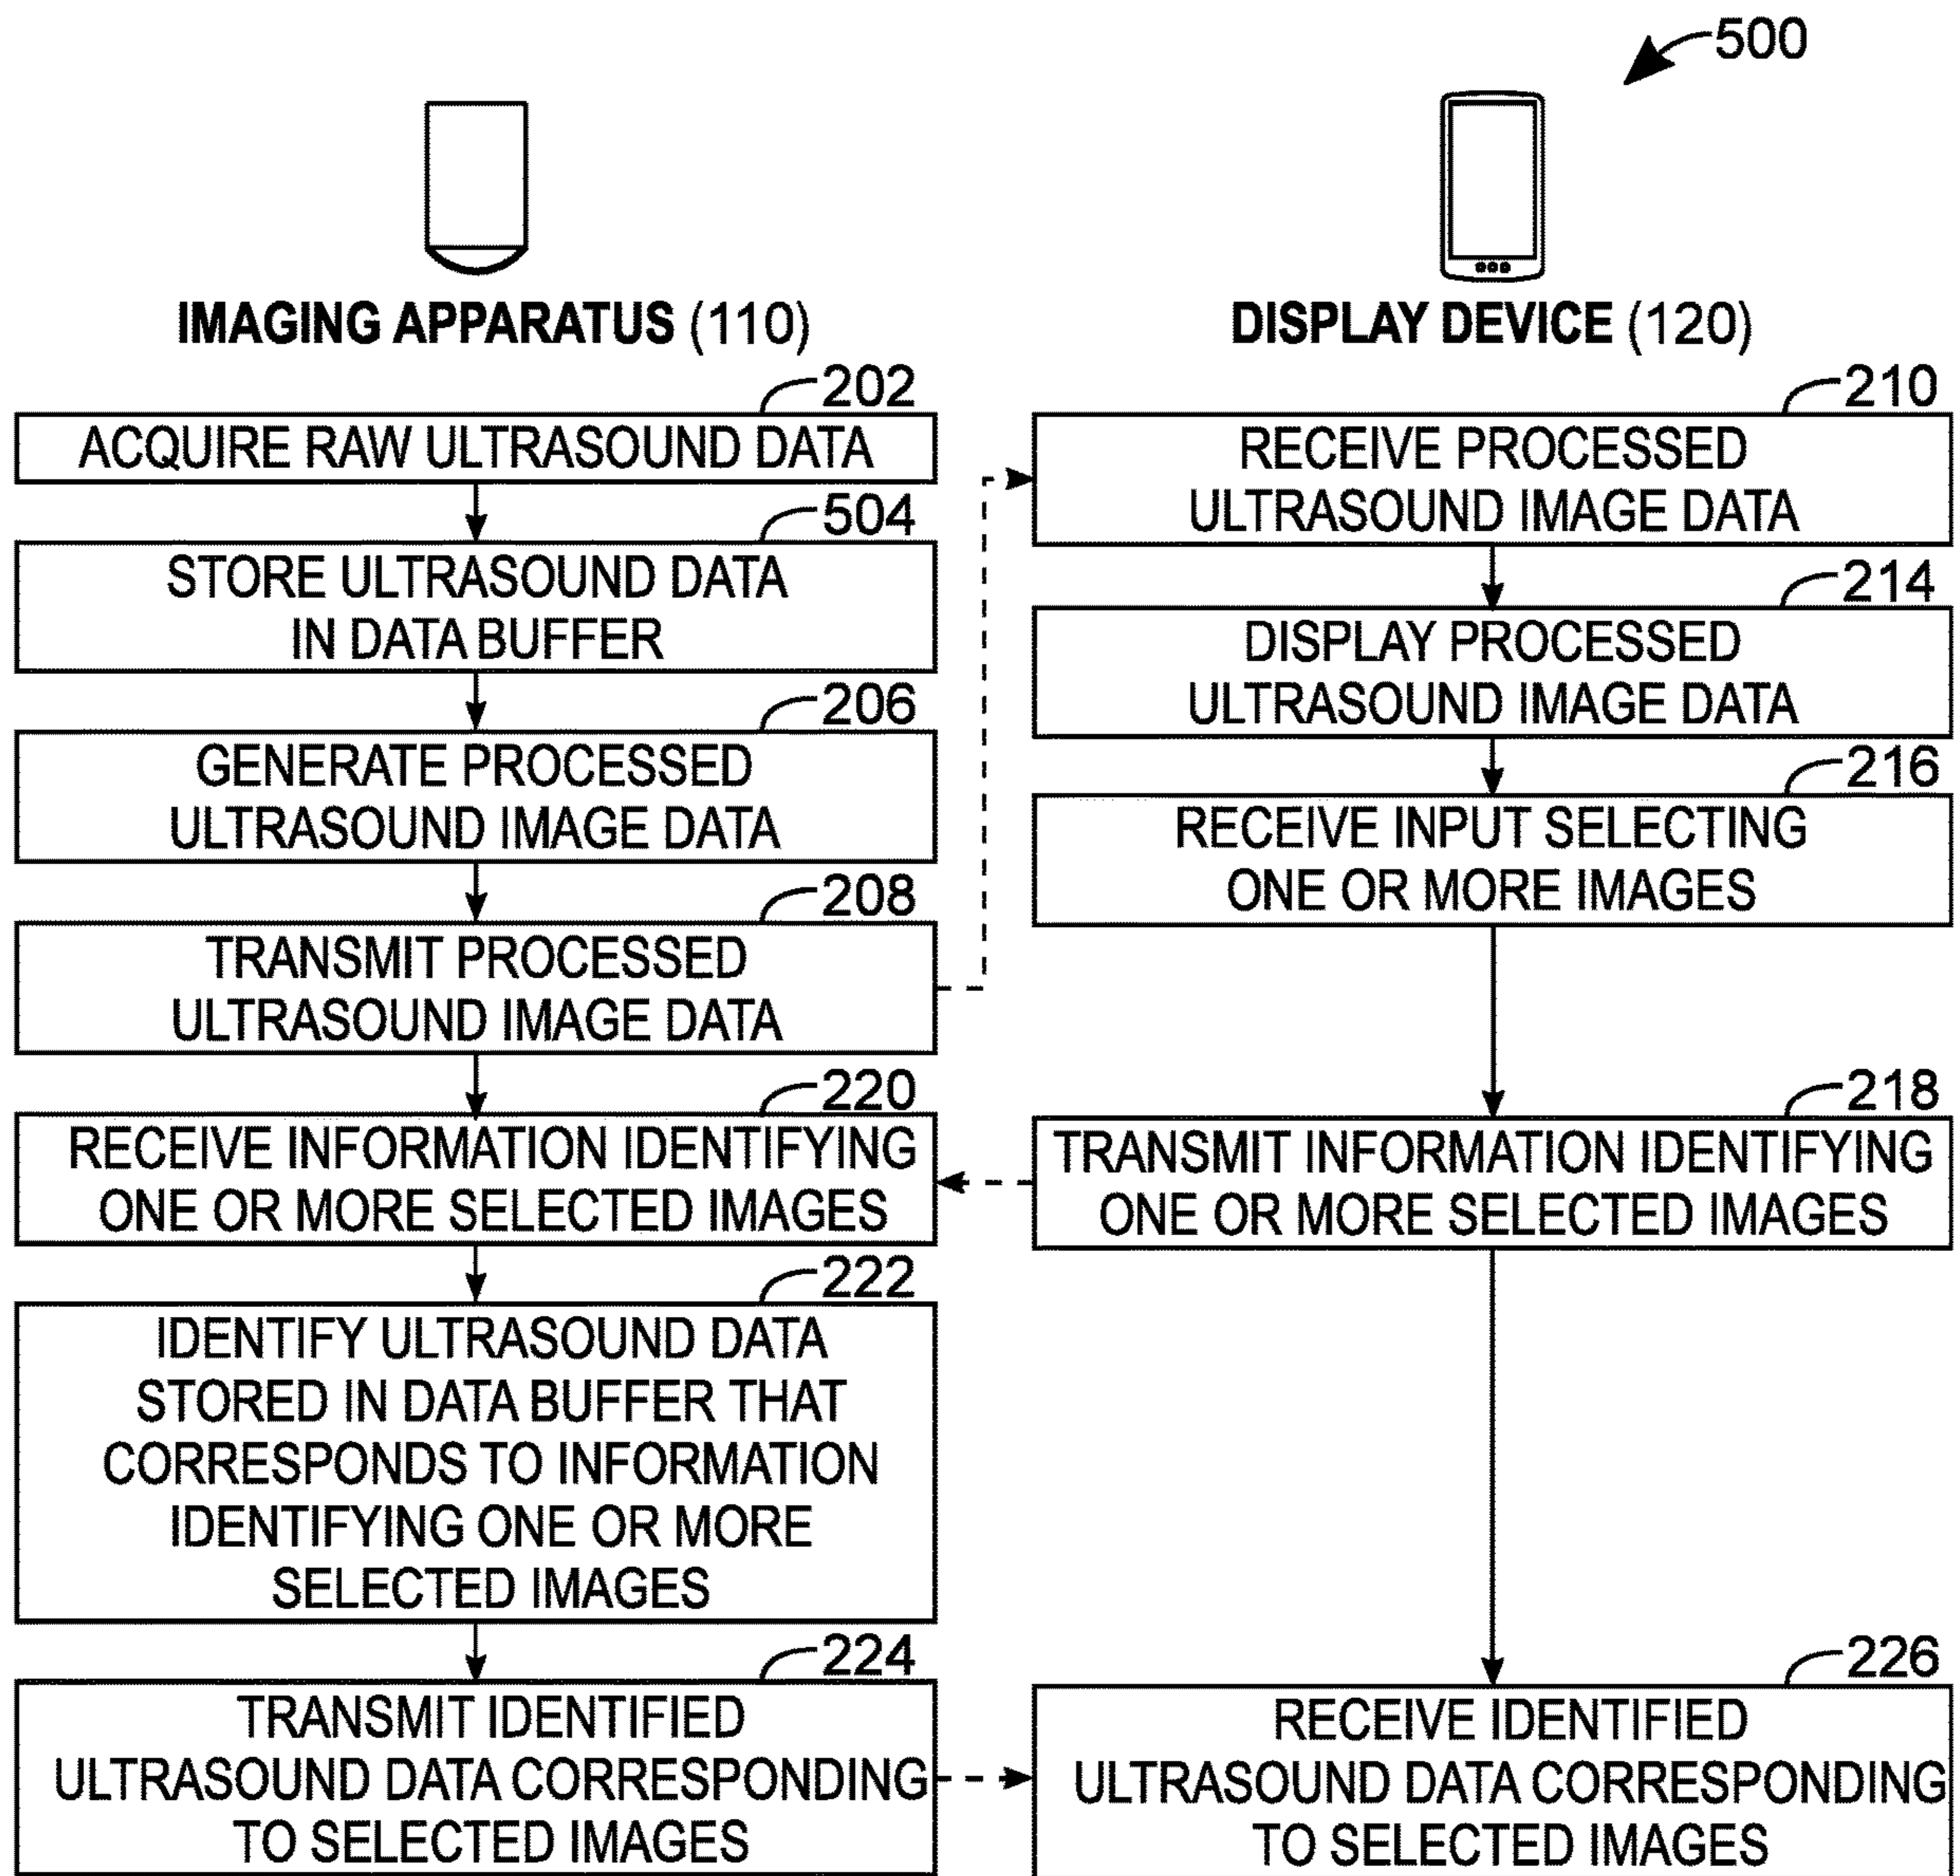 500
IMAGING APPARATUS (110)
202
ACQUIRE RAW ULTRASOUND DATA
504
STORE ULTRASOUND DATA
IN DATA BUFFER
206
GENERATE PROCESSED
ULTRASOUND IMAGE DATA
208
TRANSMIT PROCESSED
ULTRASOUND IMAGE DATA
220
RECEIVE INFORMATION IDENTIFYING
ONE OR MORE SELECTED IMAGES
222
IDENTIFY ULTRASOUND DATA
STORED IN DATA BUFFER THAT
CORRESPONDS TO INFORMATION
IDENTIFYING ONE OR MORE
SELECTED IMAGES
224
TRANSMIT IDENTIFIED
ULTRASOUND DATA CORRESPONDING
TO SELECTED IMAGES
DISPLAY DEVICE (120)
210
RECEIVE PROCESSED
ULTRASOUND IMAGE DATA
214
DISPLAY PROCESSED
ULTRASOUND IMAGE DATA
216
RECEIVE INPUT SELECTING
ONE OR MORE IMAGES
218
TRANSMIT INFORMATION IDENTIFYING
ONE OR MORE SELECTED IMAGES
226
RECEIVE IDENTIFIED
ULTRASOUND DATA CORRESPONDING
TO SELECTED IMAGES